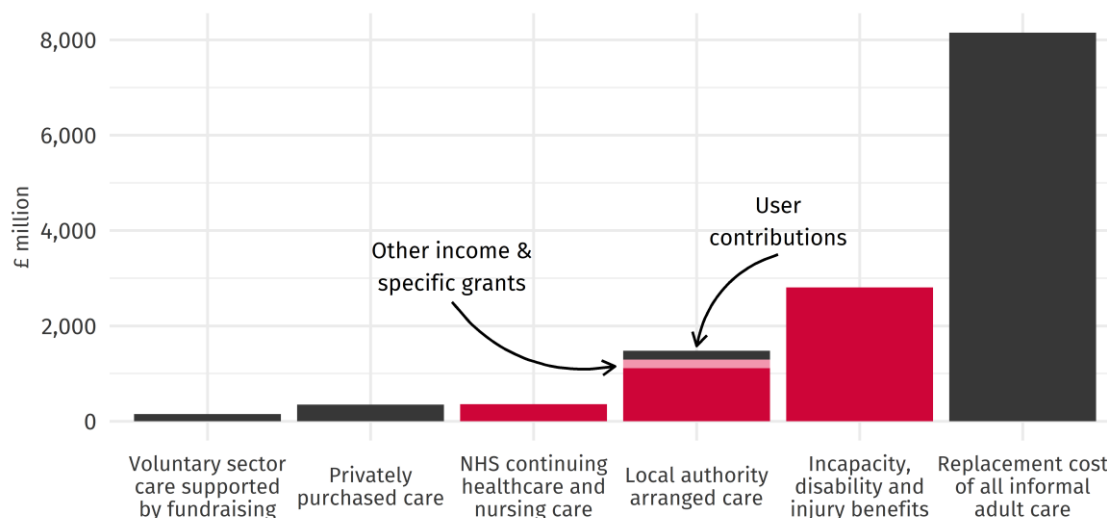 8,000
6,000
4,000
2,000
0
£ million
Other income &
specific grants
User
contributions
Voluntary sector
care supported
by fundraising
Privately
purchased care
NHS continuing
healthcare and
nursing care
Local authority
arranged care
Incapacity,
disability and
injury benefits
Replacement cost
of all informal
adult care